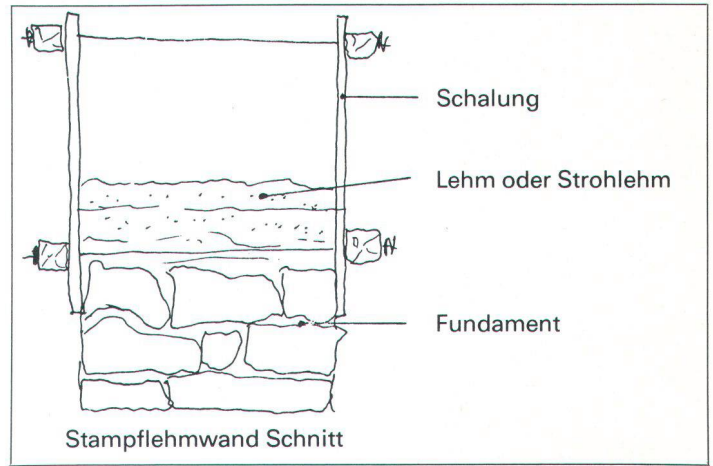 Schalung
Lehm oder Strohlehm
Fundament
Stampflehmwand Schnitt